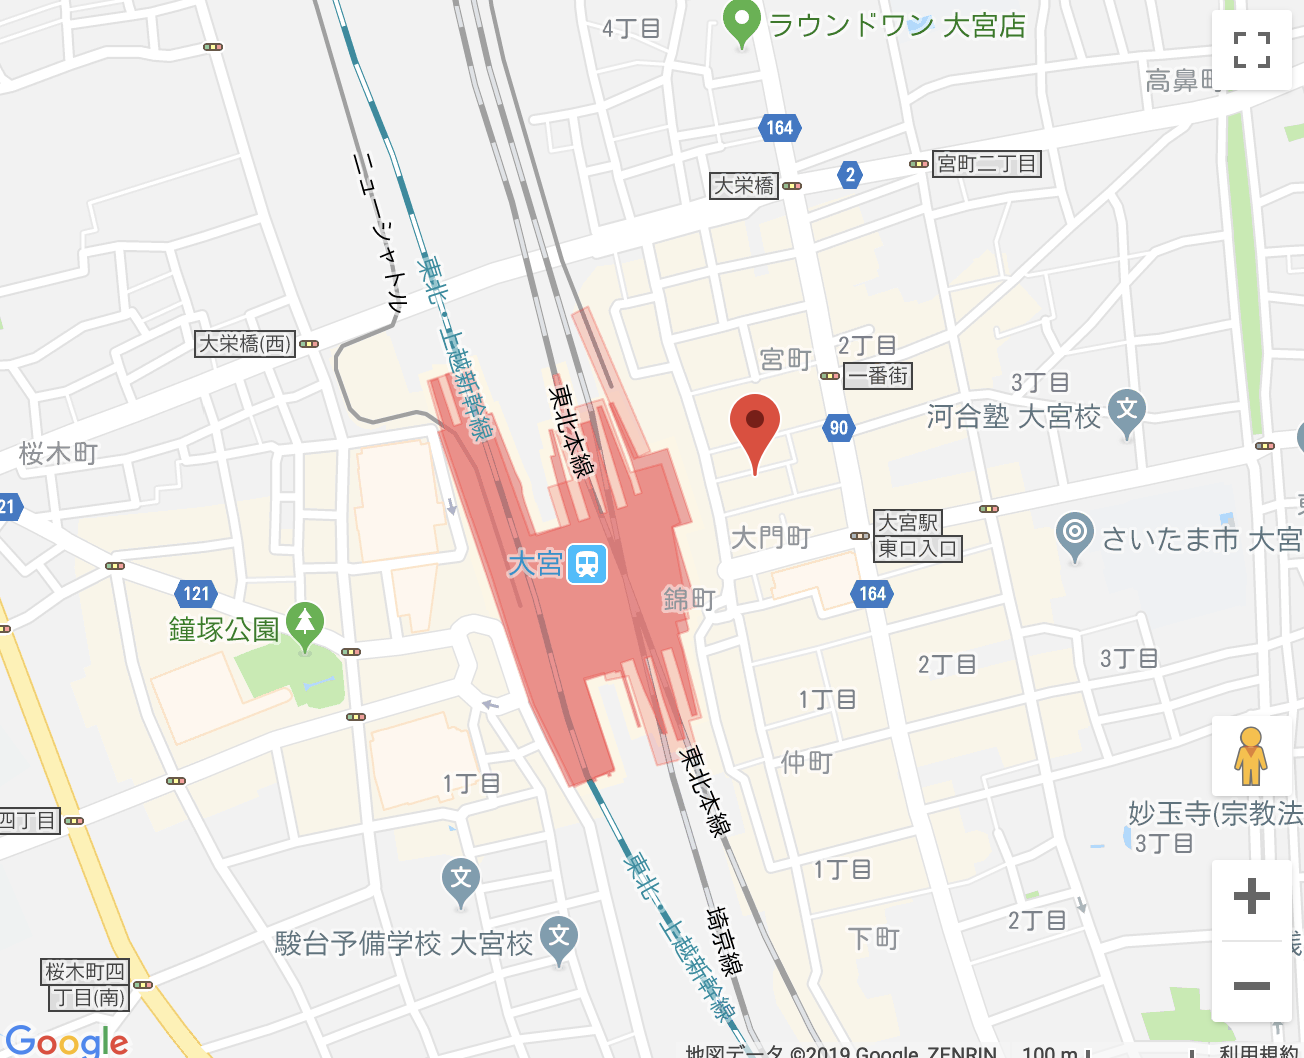 4丁目
ラウンドワン 大宮店
高鼻町
164
2
宮町二丁目
大栄橋
ニューシャトル
東北・上越新幹線
大栄橋(西)
宮町
2丁目
一番街
3丁目
河合塾 大宮校
文
90
東北本線
桜木町
121
大門町
大宮駅
東口入口
さいたま市 大宮
大宮
錦町
164
121
鐘塚公園
2丁目
3丁目
1丁目
仲町
1丁目
東北本線
四丁目
妙玉寺(宗教法
3丁目
1丁目
文
東北・上越新幹線
埼京線
2丁目
下町
駿台予備学校 大宮校
文
桜木町四
丁目(南)
Google
地図データ ©2019 Google, ZENRIN
100 m
利用規約